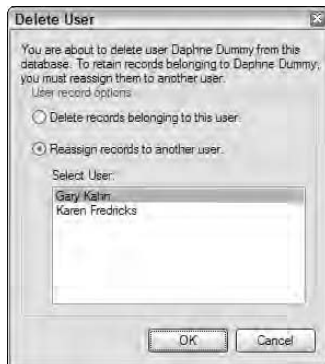 Delete User
You are about to delete user Daphne Dummy from this
database. To retain records belonging to Daphne Dummy,
you must reassign them to another user.
User record options
Delete records belonging to this user.
Reassign records to another user.
Select User:
Gary Kahn
Karen Fredricks
OK
Cancel